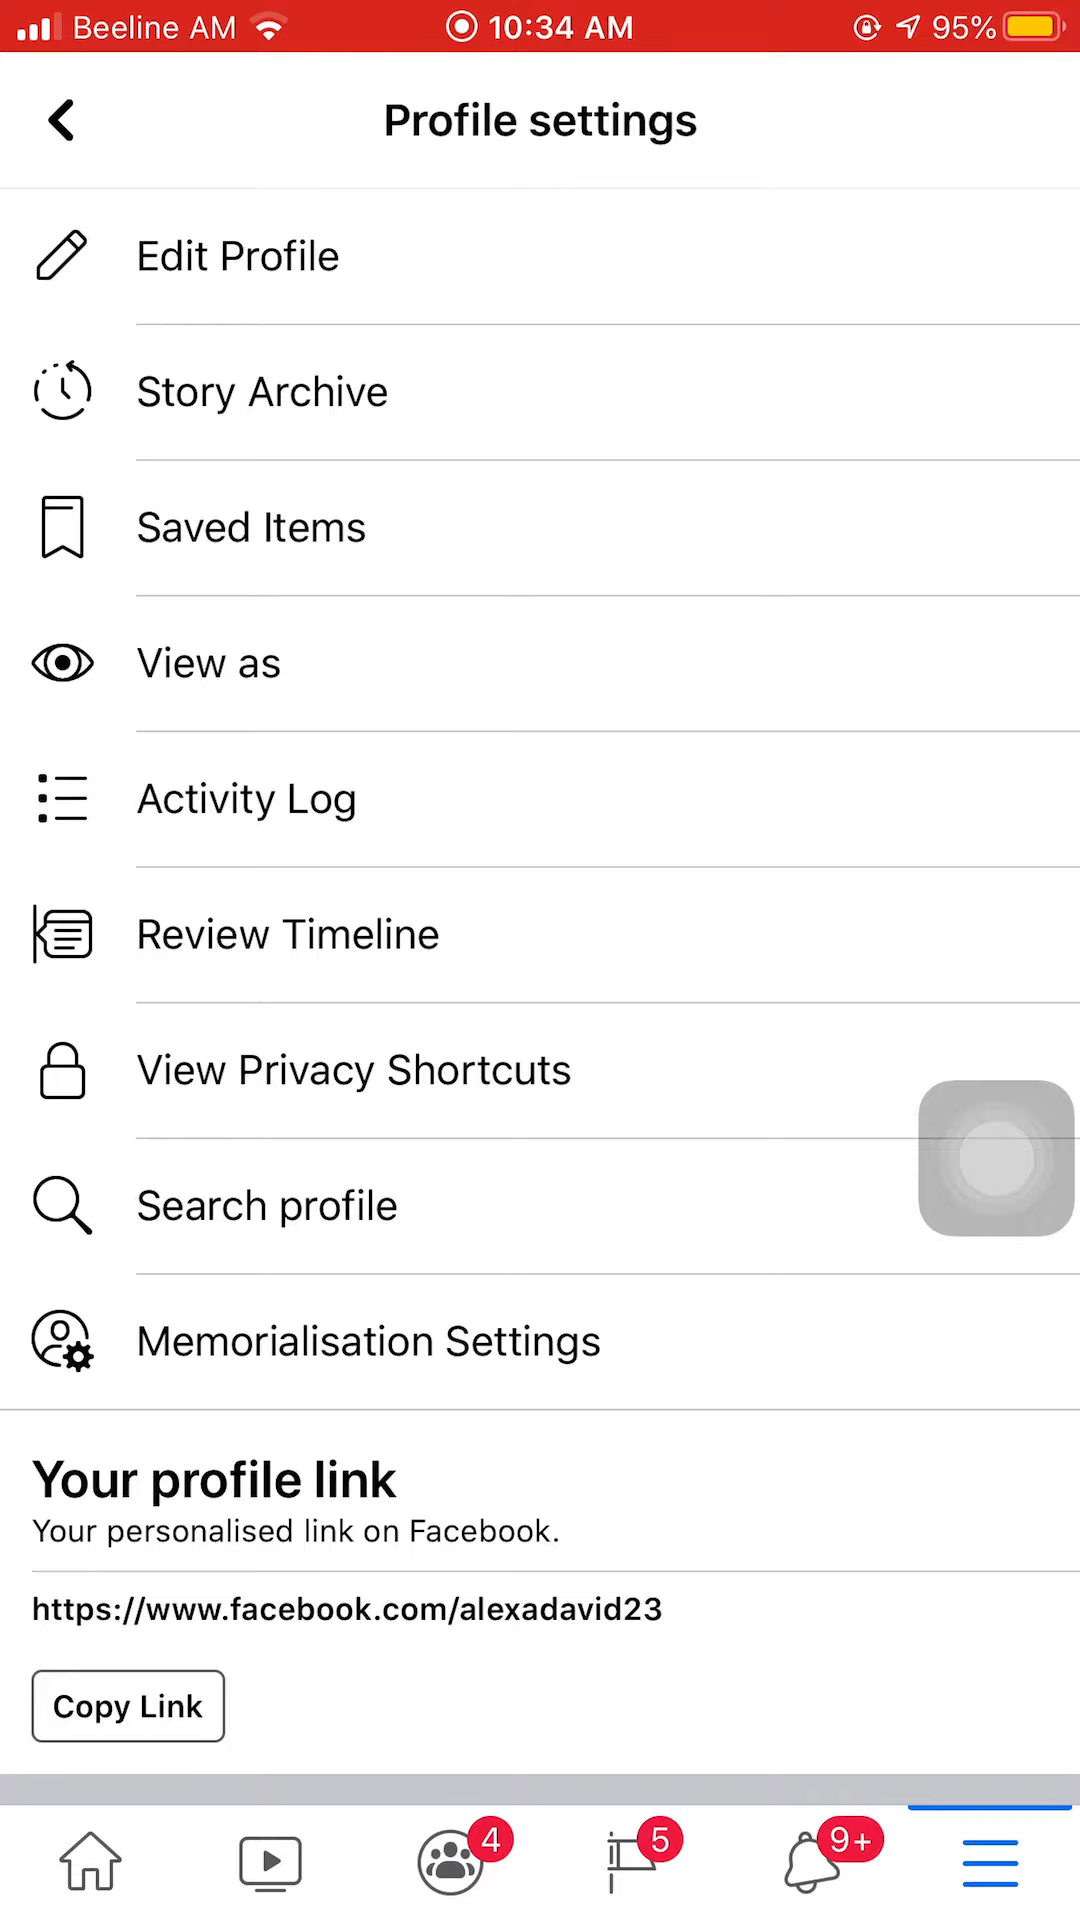 Beeline AM 10:34 AM 95%
Profile settings
Edit Profile
Story Archive
Saved Items
View as
Activity Log
Review Timeline
View Privacy Shortcuts
Search profile
Memorialisation Settings
Your profile link
Your personalised link on Facebook.
https://www.facebook.com/alexadavid23
Copy Link
4 5 9+